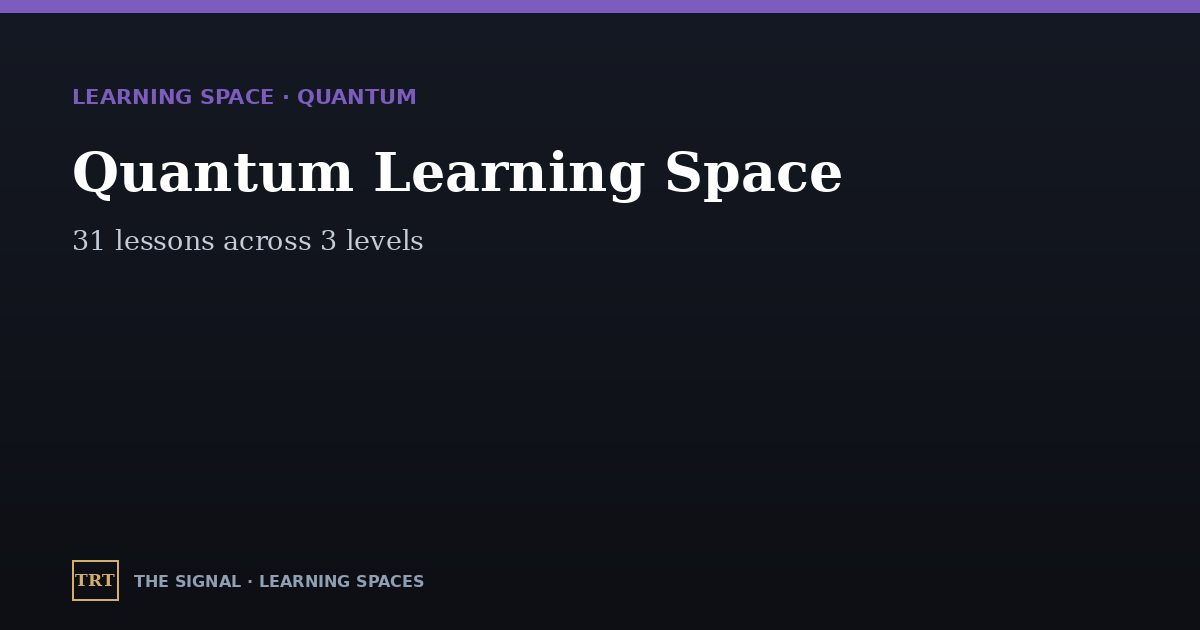 LEARNING SPACE · QUANTUM
Quantum Learning Space
31 lessons across 3 levels
TRT
THE SIGNAL · LEARNING SPACES